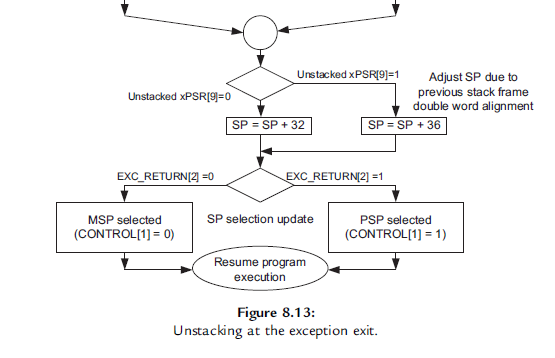 Unstacked xPSR[9]=1
Unstacked xPSR[9]=0
Adjust SP due to
previous stack frame
double word alignment
SP = SP + 32
SP = SP + 36
EXC_RETURN[2] =0
EXC_RETURN[2] =1
MSP selected
(CONTROL[1] = 0)
SP selection update
PSP selected
(CONTROL[1] = 1)
Resume program
execution
Figure 8.13:
Unstacking at the exception exit.